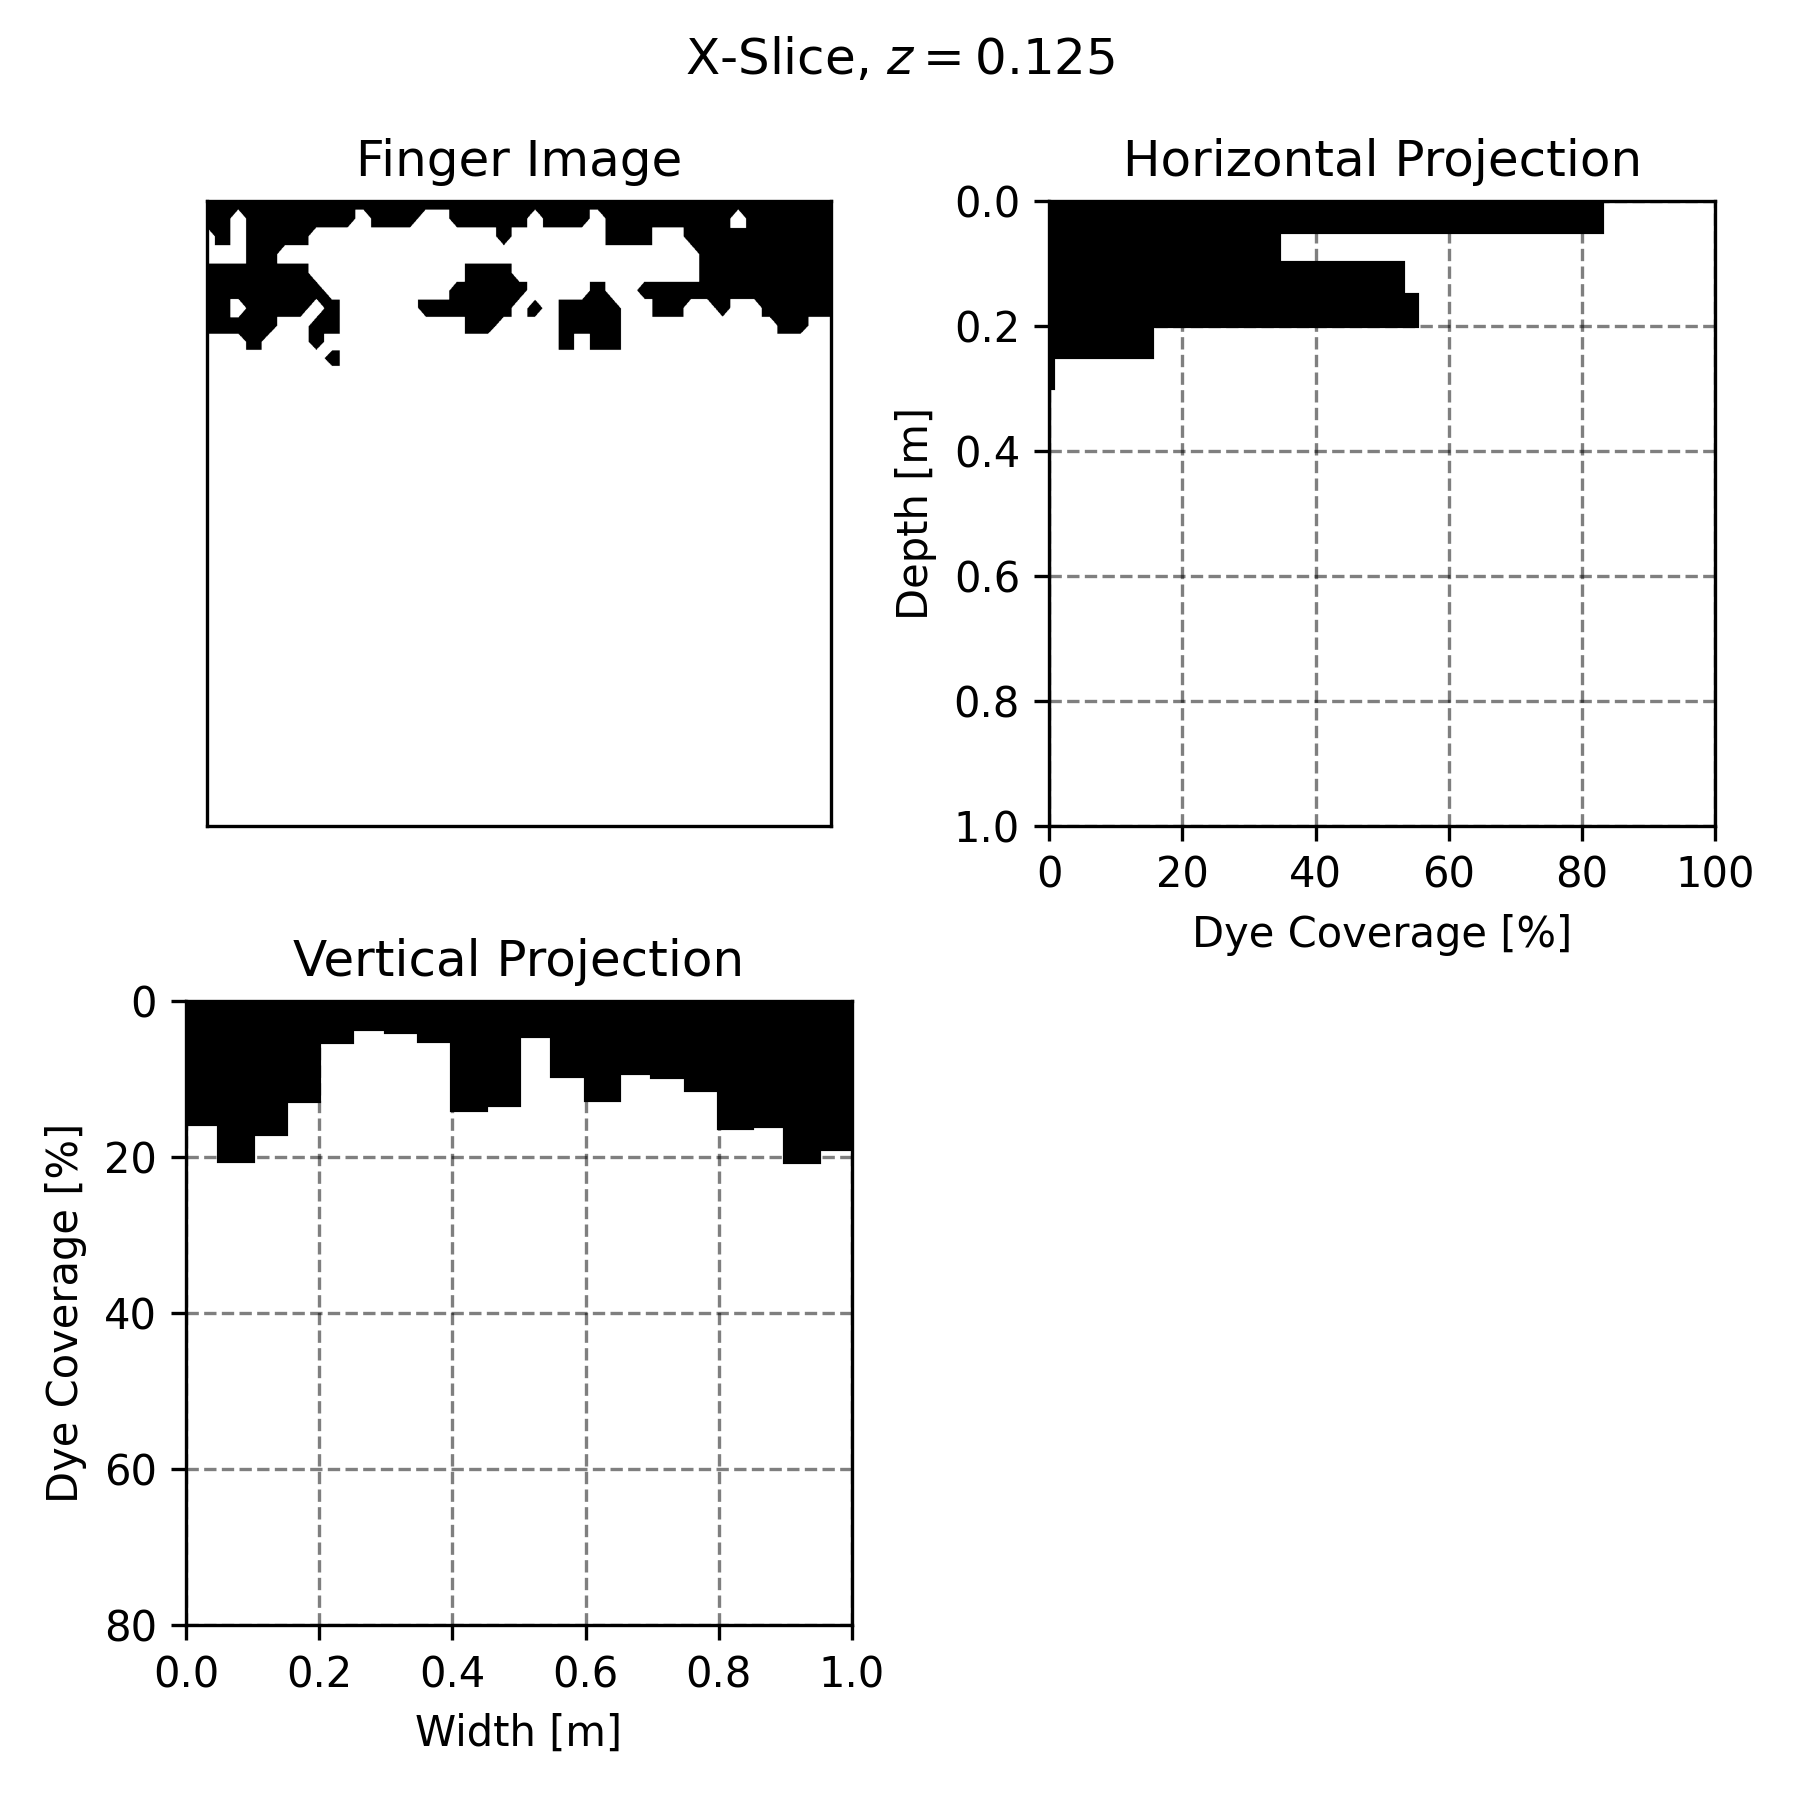 X-Slice, z = 0.125
Finger Image
Horizontal Projection
0.0
0.2
0.4
0.6
0.8
1.0
Depth [m]
0 20 40 60 80 100
Dye Coverage [%]
Vertical Projection
0
20
40
60
80
Dye Coverage [%]
0.0 0.2 0.4 0.6 0.8 1.0
Width [m]